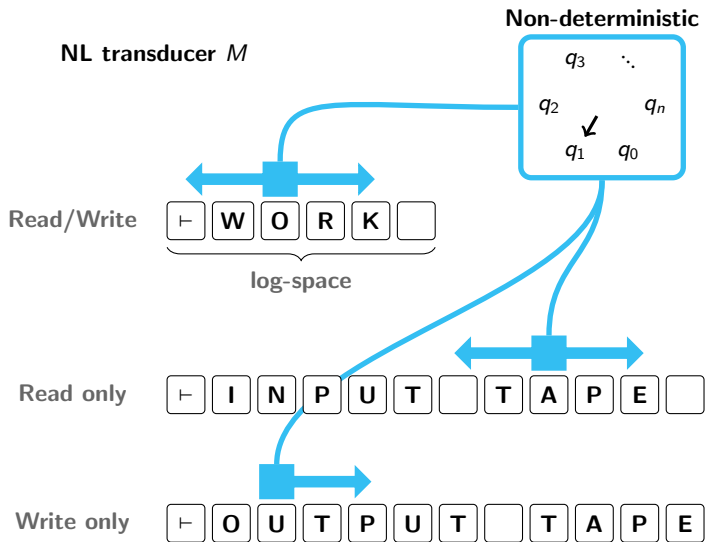 Non-deterministic
NL transducer M
q₃ ⋱
q₂ qₙ
q₁ q₀
Read/Write ⊢ W O R K
log-space
Read only ⊢ I N P U T T A P E
Write only ⊢ O U T P U T T A P E